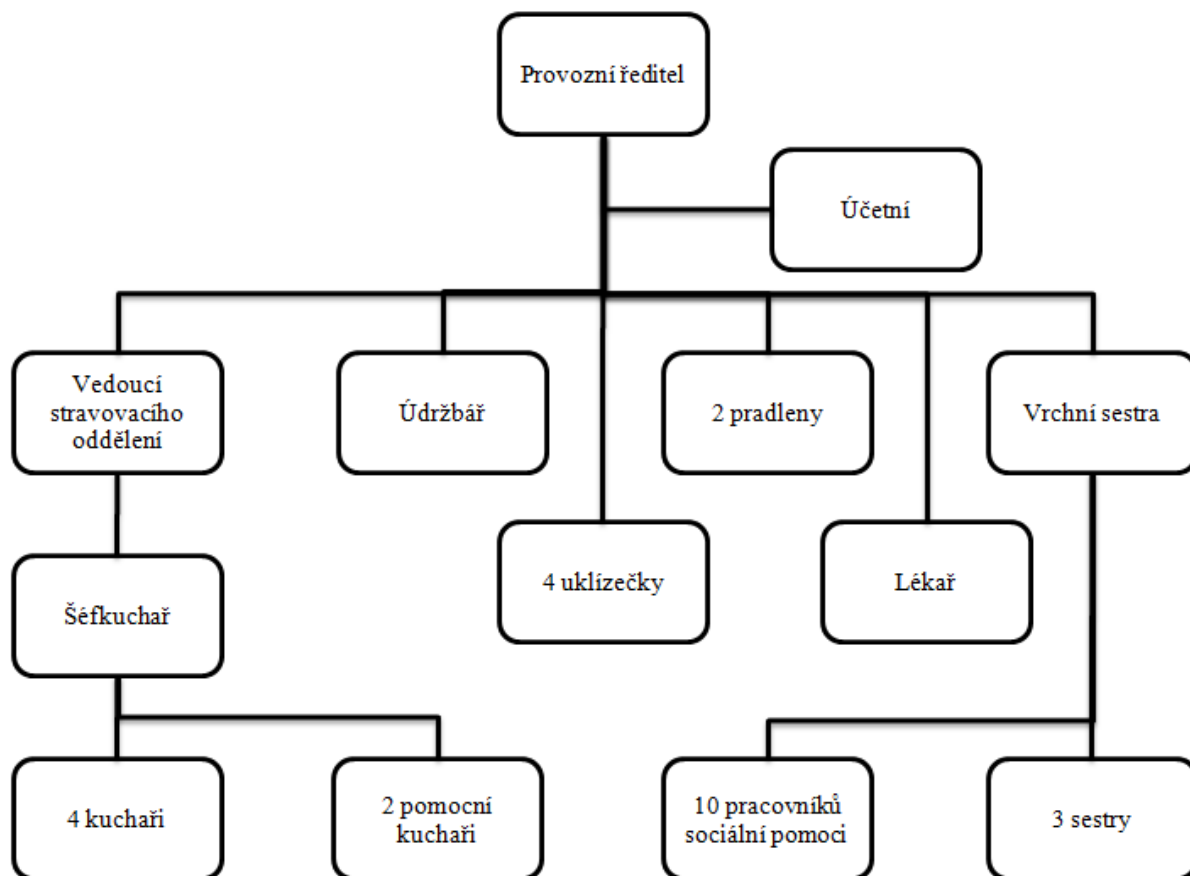 Provozní ředitel
Účetní
Vedoucí
stravovacího
oddělení
Údržbář
2 pradleny
Vrchní sestra
4 uklízečky
Lékař
Šéfkuchař
4 kuchaři
2 pomocní
kuchaři
10 pracovníků
sociální pomoci
3 sestry